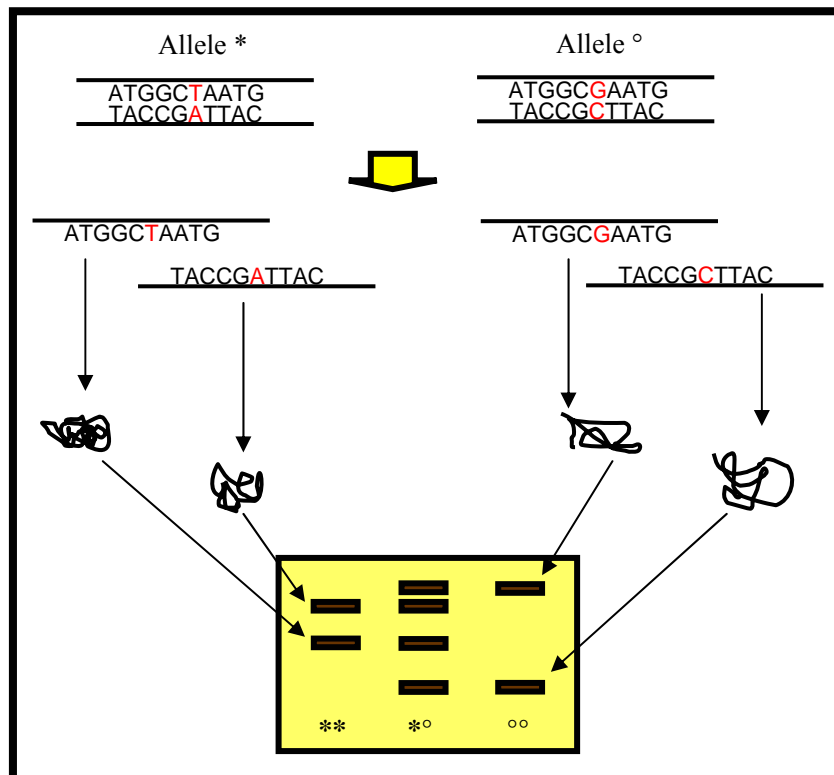 Allele * Allele °
ATGGCTAATG ATGGCGAATG
TACCGATTAC TACCGCTTAC
ATGGCTAATG ATGGCGAATG
TACCGATTAC TACCGCTTAC
** *° °°